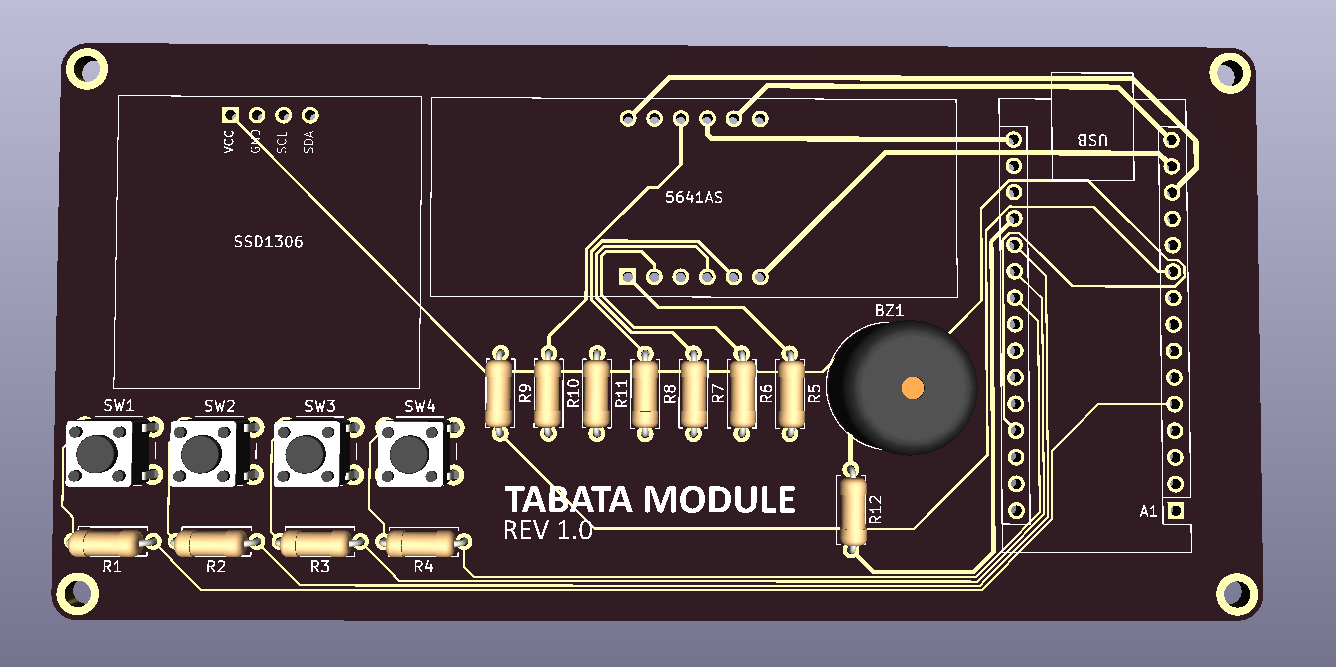 USB
VCC
GND
SCL
SDA
5641AS
SSD1306
BZ1
R9
R10
R11
R8
R7
R6
R5
SW1
SW2
SW3
SW4
TABATA MODULE
REV 1.0
R12
A1
R1
R2
R3
R4